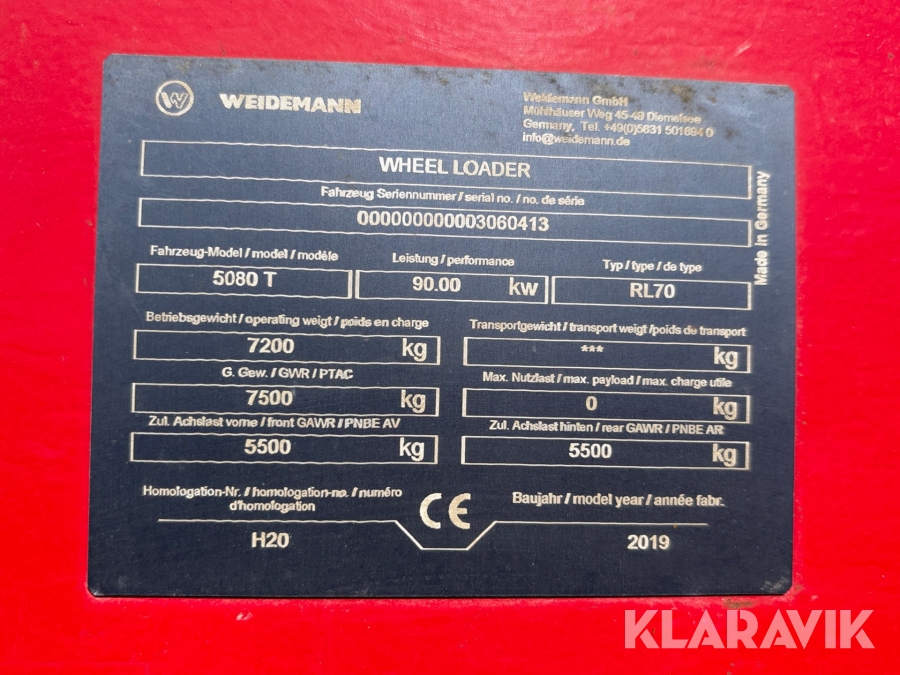 W WEIDEMANN
Weidemann GmbH
Mühlhäuser Weg 45-49 Diemelsee
Germany, Tel. +49(0)5631 501694 0
info@weidemann.de
WHEEL LOADER
Fahrzeug Seriennummer / serial no. / no. de série
000000000003060413
Made in Germany
Fahrzeug-Model / model / modèle
Leistung / performance
Typ / type / de type
5080 T
90.00 kw
RL70
Betriebsgewicht / operating weigt / poids en charge
Transportgewicht / transport weigt /poids de transport
7200 kg
*** kg
G. Gew. / GWR / PTAC
Max. Nutzlast / max. payload / max. charge utile
7500 kg
0 kg
Zul. Achslast vorne / front GAWR / PNBE AV
Zul. Achslast hinten / rear GAWR / PNBE AR
5500 kg
5500 kg
Homologation-Nr. / homologation-no. / numéro
d'homologation
CE
Baujahr / model year / année fabr.
H20
2019
KLARAVIK